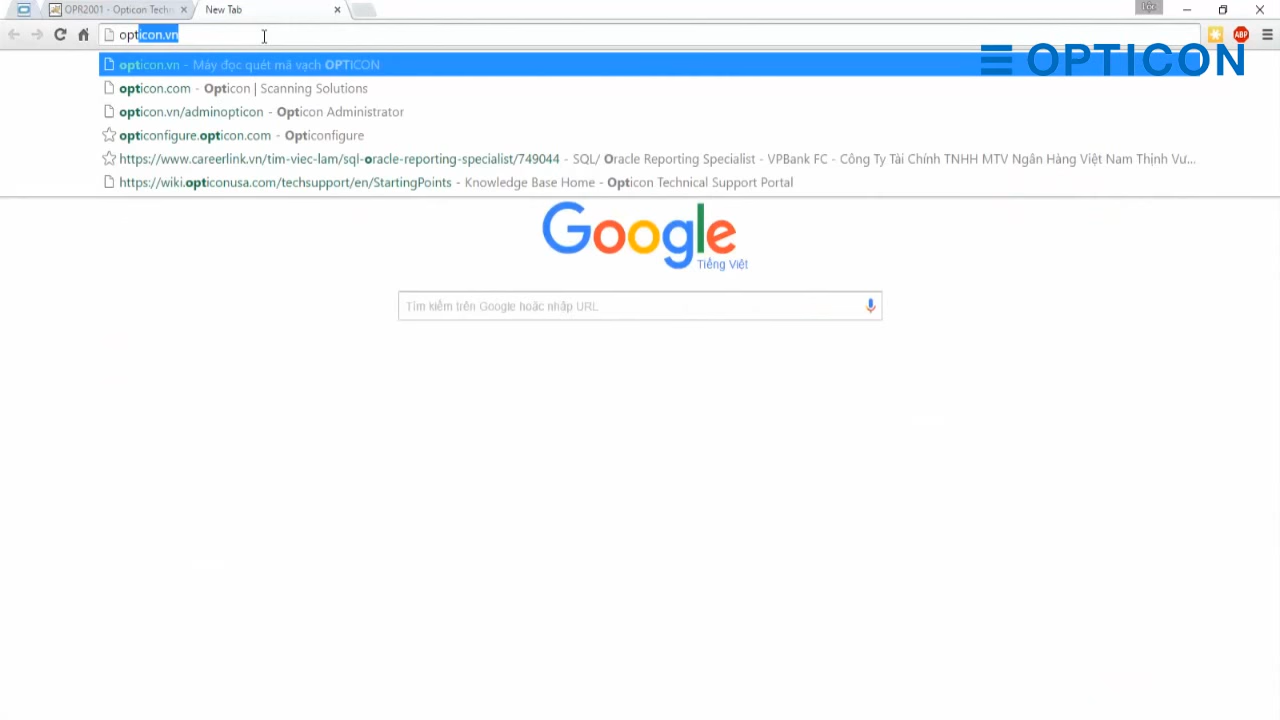 OPR2001 - Opticon Techn
New Tab
Lộc
opticon.vn
ABP
OPTICON
opticon.vn - Máy đọc quét mã vạch OPTICON
opticon.com - Opticon | Scanning Solutions
opticon.vn/adminopticon - Opticon Administrator
opticonfigure.opticon.com - Opticonfigure
https://www.careerlink.vn/tim-viec-lam/sql-oracle-reporting-specialist/749044 - SQL/ Oracle Reporting Specialist - VPBank FC - Công Ty Tài Chính TNHH MTV Ngân Hàng Việt Nam Thịnh Vư...
https://wiki.opticonusa.com/techsupport/en/StartingPoints - Knowledge Base Home - Opticon Technical Support Portal
Google
Tiếng Việt
Tìm kiếm trên Google hoặc nhập URL